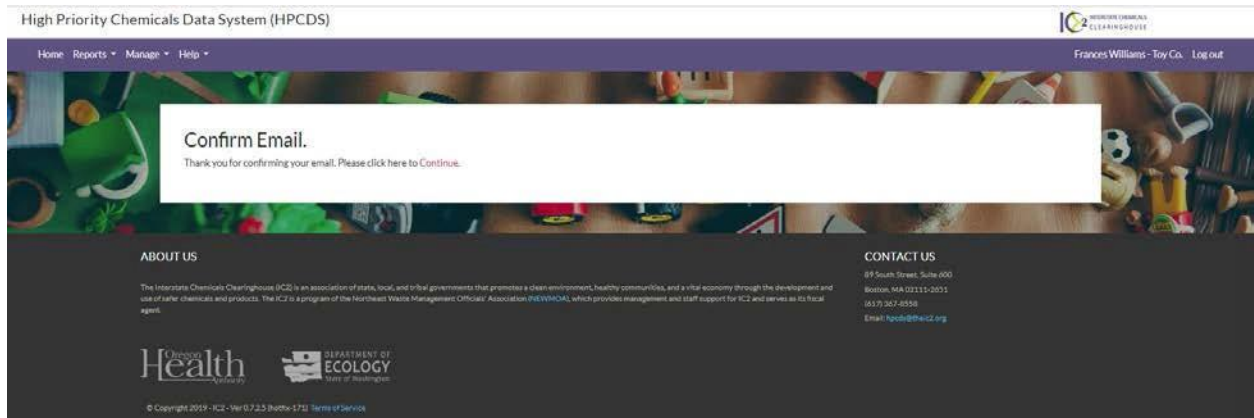 High Priority Chemicals Data System (HPCDS)
IC2 INTERSTATE CHEMICALS
CLEARINGHOUSE
Home Reports Manage Help
Frances Williams - Toy Co. Log out
Confirm Email.
Thank you for confirming your email. Please click here to Continue.
ABOUT US
The Interstate Chemicals Clearinghouse (IC2) is an association of state, local, and tribal governments that promotes a clean environment, healthy communities, and a vital economy through the development and
use of safer chemicals and products. The IC2 is a program of the Northeast Waste Management Officials' Association (NEWMOA), which provides management and staff support for IC2 and serves as its fiscal
agent.
CONTACT US
89 South Street, Suite 600
Boston, MA 02111-2651
(617) 367-8558
Email: hpcds@theic2.org
Oregon
Health
Authority
DEPARTMENT OF
ECOLOGY
State of Washington
© Copyright 2019 - IC2 - Ver 0.7.2.5 (hotfix-171) Terms of Service